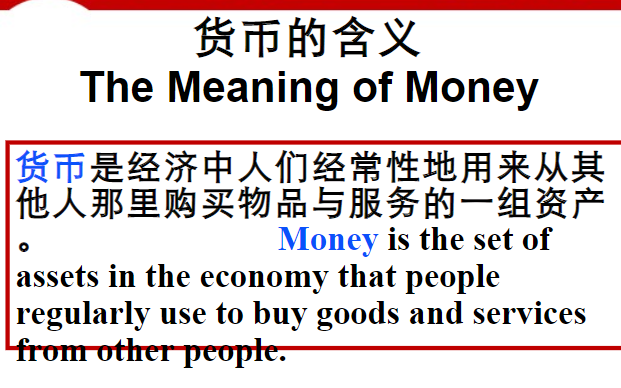 货币的含义
The Meaning of Money
货币是经济中人们经常性地用来从其
他人那里购买物品与服务的一组资产
。 Money is the set of
assets in the economy that people
regularly use to buy goods and services
from other people.